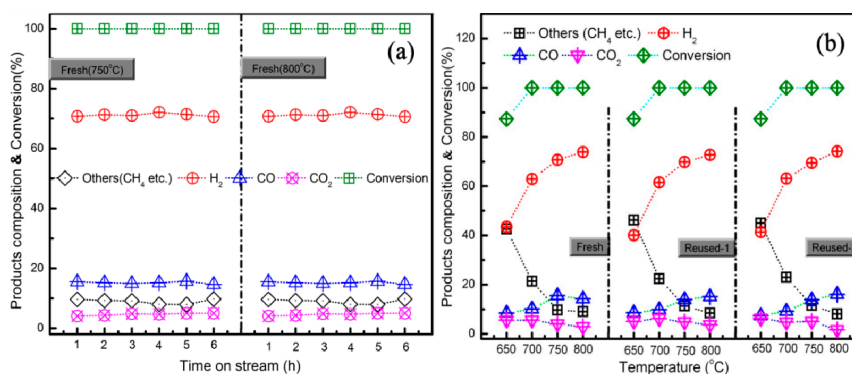 Products composition & Conversion(%)
100
80
60
40
20
0
(a)
Fresh(750°C)
Fresh(800°C)
Others(CH4 etc.)
H2
CO
CO2
Conversion
1 2 3 4 5 6 1 2 3 4 5 6
Time on stream (h)
Products composition & Conversion(%)
120
100
80
60
40
20
0
(b)
Others (CH4 etc.)
H2
CO
CO2
Conversion
Fresh
Reused-1
Reused-
650 700 750 800 650 700 750 800 650 700 750 800
Temperature (°C)